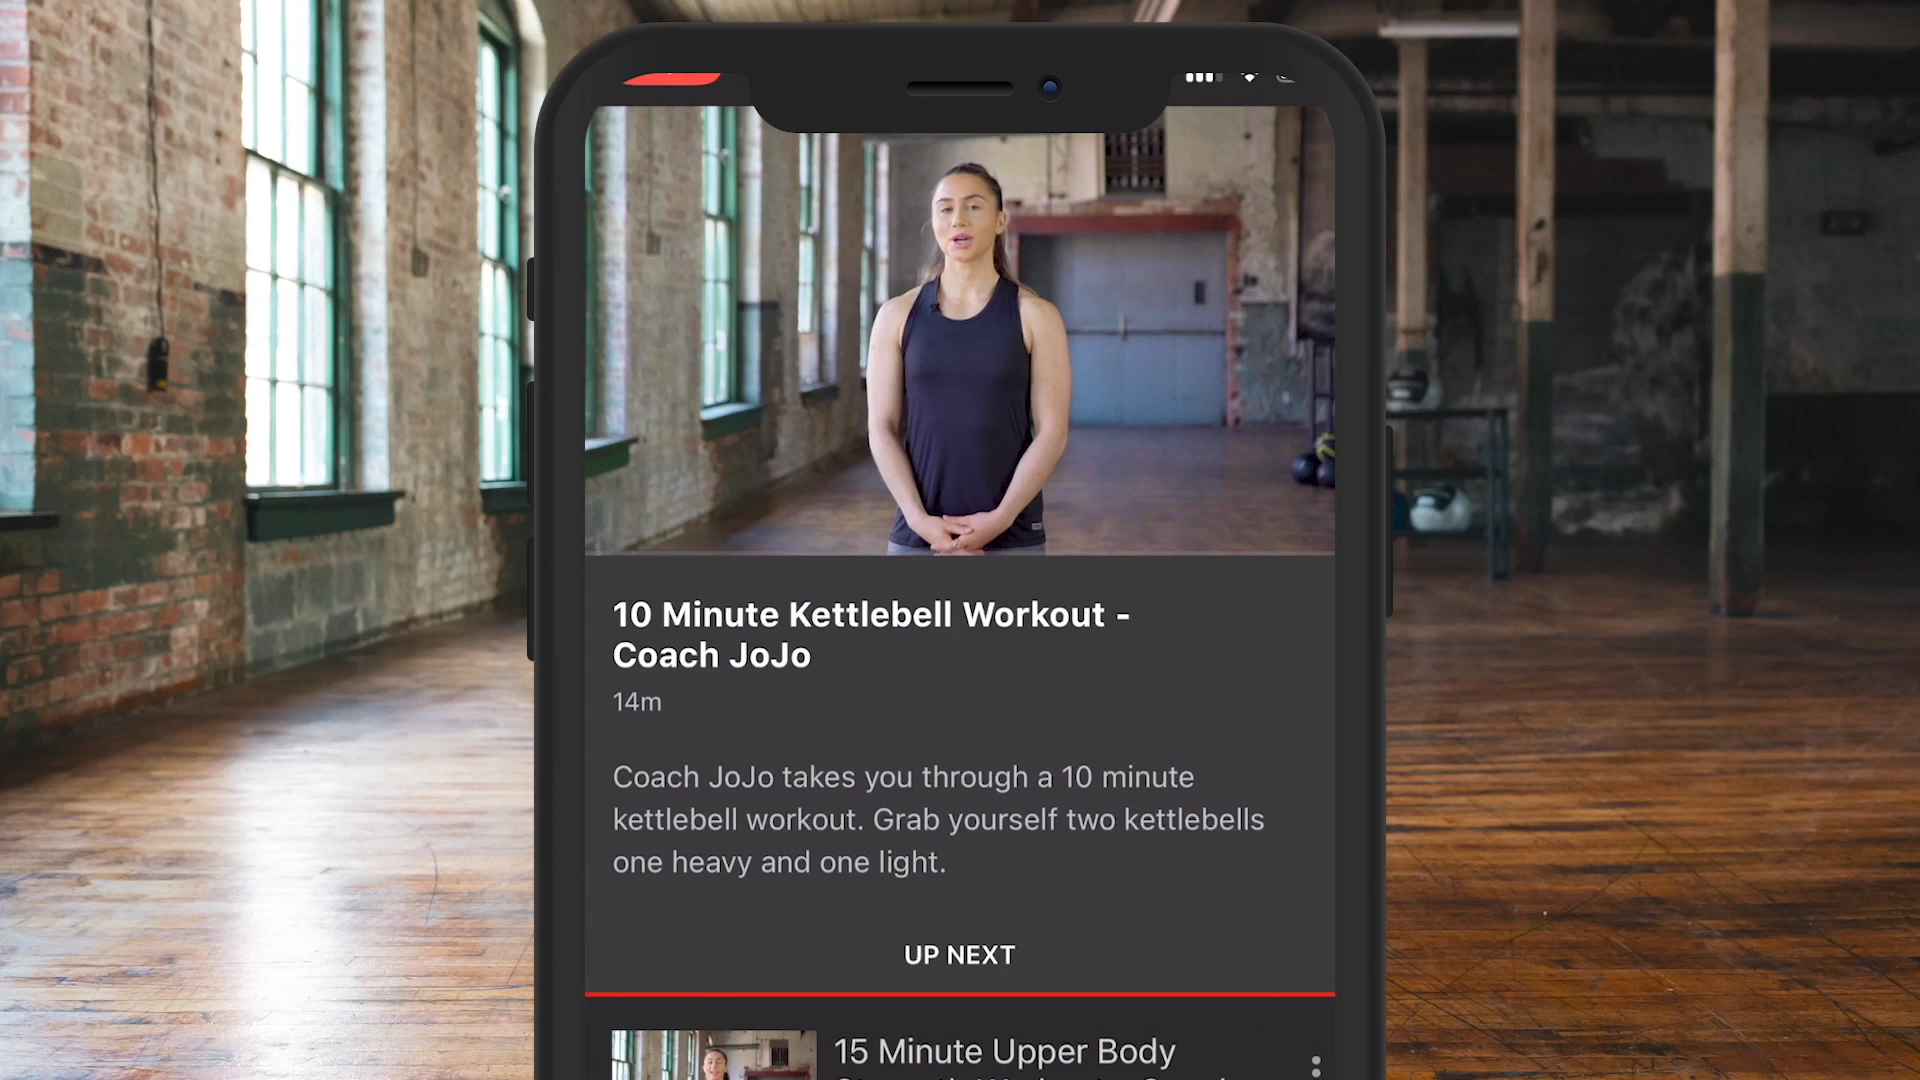 10 Minute Kettlebell Workout -
Coach JoJo
14m
Coach JoJo takes you through a 10 minute
kettlebell workout. Grab yourself two kettlebells
one heavy and one light.
UP NEXT
15 Minute Upper Body